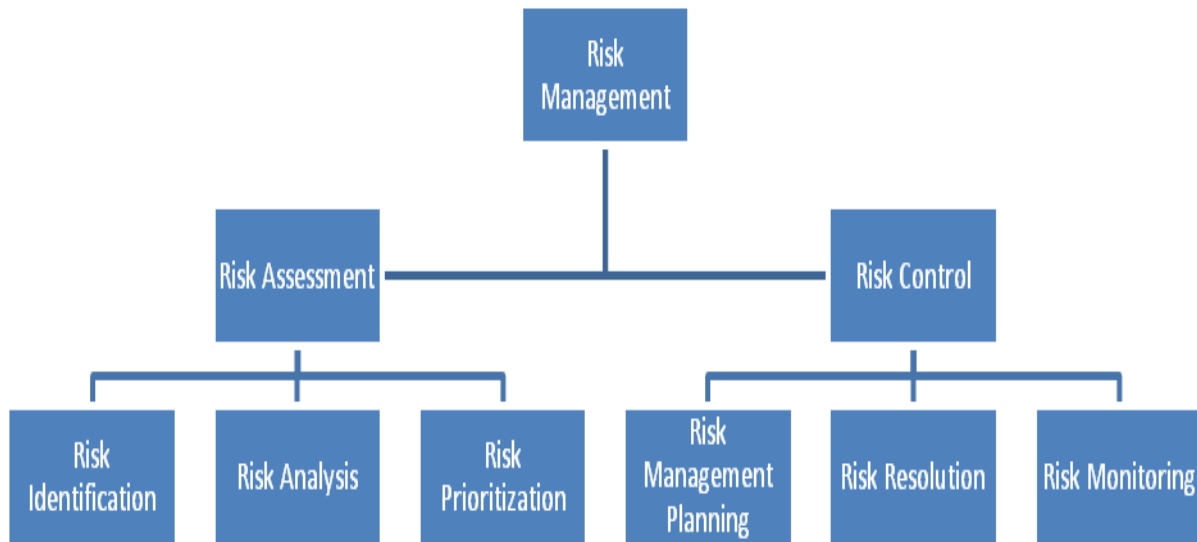 Risk
Management
Risk Assessment
Risk Control
Risk
Identification
Risk Analysis
Risk
Prioritization
Risk
Management
Planning
Risk Resolution
Risk Monitoring